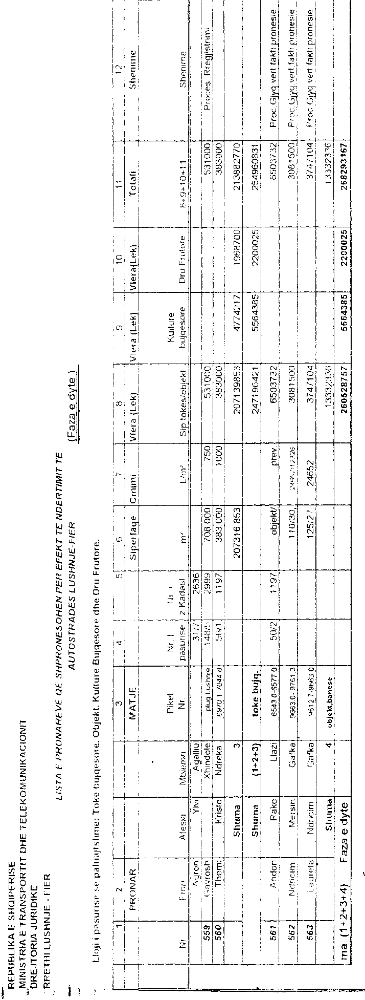 REPUBLIKA E SHQIPERISE
MINISTRIA E TRANSPORTIT DHE TELEKOMUNIKACIONIT
DREJTORIA JURIDIKE
RRETHI LUSHNJE - FIER
LISTA E PRONAREVE QE SHPRONESOHEN PER EFEKT TE NDERTIMIT TE
AUTOSTRADES LUSHNJE-FIER
(Faza e dyte )
Lloji i pasurise se paluajtshme: Toke bujqesore, Objekt, Kulture Bujqesore dhe Dru Frutore.
1 2 3 4 5 6 7 8 9 10 11 12
PRONAR MATJE Siperfaqe Cmimi Vlera (Lek) Vlera (Lek) Vlera(Lek) Totali Shenime
Piket Nr. i Kulture
Nr Atesia Mbiemri Nr. pasurise z Kadast m² L/m² Sip tokes/objekt bujqesore Dru Frutore 8+9+10+11 Shenime
Agron Ylvi Agalliu 31/7 2636
559 Gavrosh Xhindole plug Lushnje 148/5 2999 708.000 750 531000 531000 Proces Rregjistrimi
560 Themi Kristo Ndreka 6970.1-7044.8 56/1 1197 383.000 1000 383000 383000
Shuma 3 207316.853 207139853 4774217 1968700 213882770
Shuma (1+2+3) toke bujq. 247196421 5564385 2200025 254960831
561 Andon Rako Llazi 6543.0-6577.0 50/2 1197 objekt/ prev. 6503732 6503732 Proc.Gjyq vert fakti pronesie
562 Ndricim Mersin Gafka 9663.0- 9761.3 110/30, 3081500 3081500 Proc.Gjyq vert fakti pronesie
563 Laureta Ndricim Gafka 9612.7-9663.0 125/27, 24652 3747104 3747104 Proc.Gjyq vert fakti pronesie
Shuma 4 objekt,banese 13332336 13332336
ma (1+2+3+4) Faza e dyte 260528757 5564385 2200025 268293167